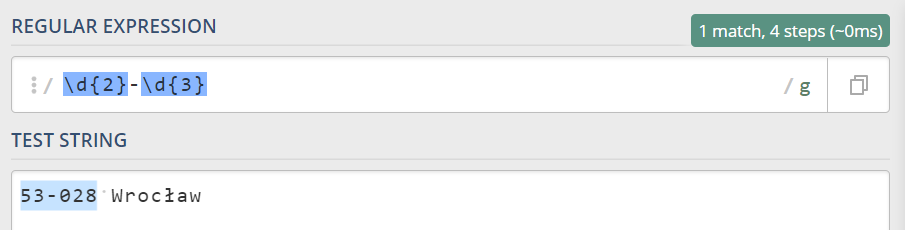 REGULAR EXPRESSION
1 match, 4 steps (~0ms)
/ \d{2}-\d{3} / g
TEST STRING
53-028 Wrocław